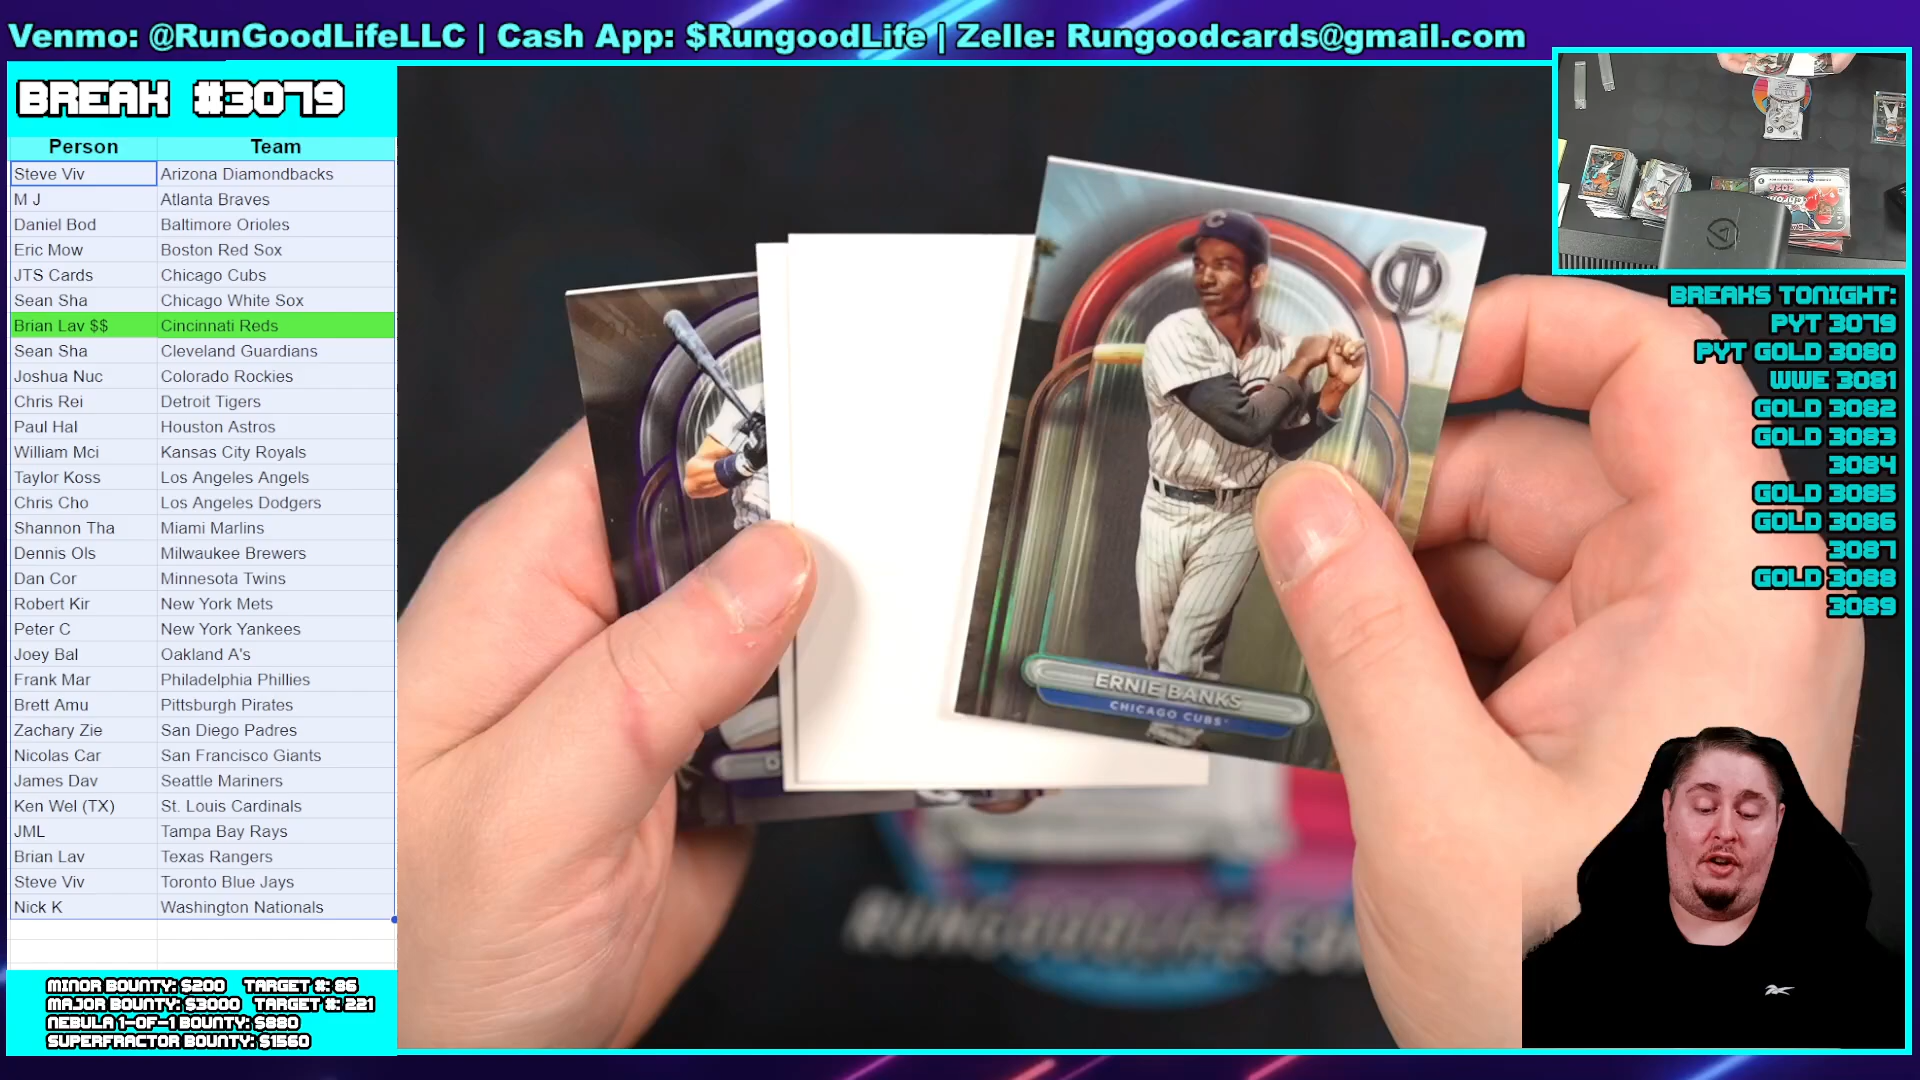 Venmo: @RunGoodLifeLLC | Cash App: $RungoodLife | Zelle: Rungoodcards@gmail.com
BREAK #3079
Person Team
Steve Viv Arizona Diamondbacks
M J Atlanta Braves
Daniel Bod Baltimore Orioles
Eric Mow Boston Red Sox
JTS Cards Chicago Cubs
Sean Sha Chicago White Sox
Brian Lav $$ Cincinnati Reds
Sean Sha Cleveland Guardians
Joshua Nuc Colorado Rockies
Chris Rei Detroit Tigers
Paul Hal Houston Astros
William Mci Kansas City Royals
Taylor Koss Los Angeles Angels
Chris Cho Los Angeles Dodgers
Shannon Tha Miami Marlins
Dennis Ols Milwaukee Brewers
Dan Cor Minnesota Twins
Robert Kir New York Mets
Peter C New York Yankees
Joey Bal Oakland A's
Frank Mar Philadelphia Phillies
Brett Amu Pittsburgh Pirates
Zachary Zie San Diego Padres
Nicolas Car San Francisco Giants
James Dav Seattle Mariners
Ken Wel (TX) St. Louis Cardinals
JML Tampa Bay Rays
Brian Lav Texas Rangers
Steve Viv Toronto Blue Jays
Nick K Washington Nationals
MINOR BOUNTY: $200 TARGET #: 86
MAJOR BOUNTY: $3000 TARGET #: 221
NEBULA 1-OF-1 BOUNTY: $880
SUPERFRACTOR BOUNTY: $1560
C
T
ERNIE BANKS
CHICAGO CUBS
BREAKS TONIGHT:
PYT 3079
PYT GOLD 3080
WWE 3081
GOLD 3082
GOLD 3083
3084
GOLD 3085
GOLD 3086
3087
GOLD 3088
3089